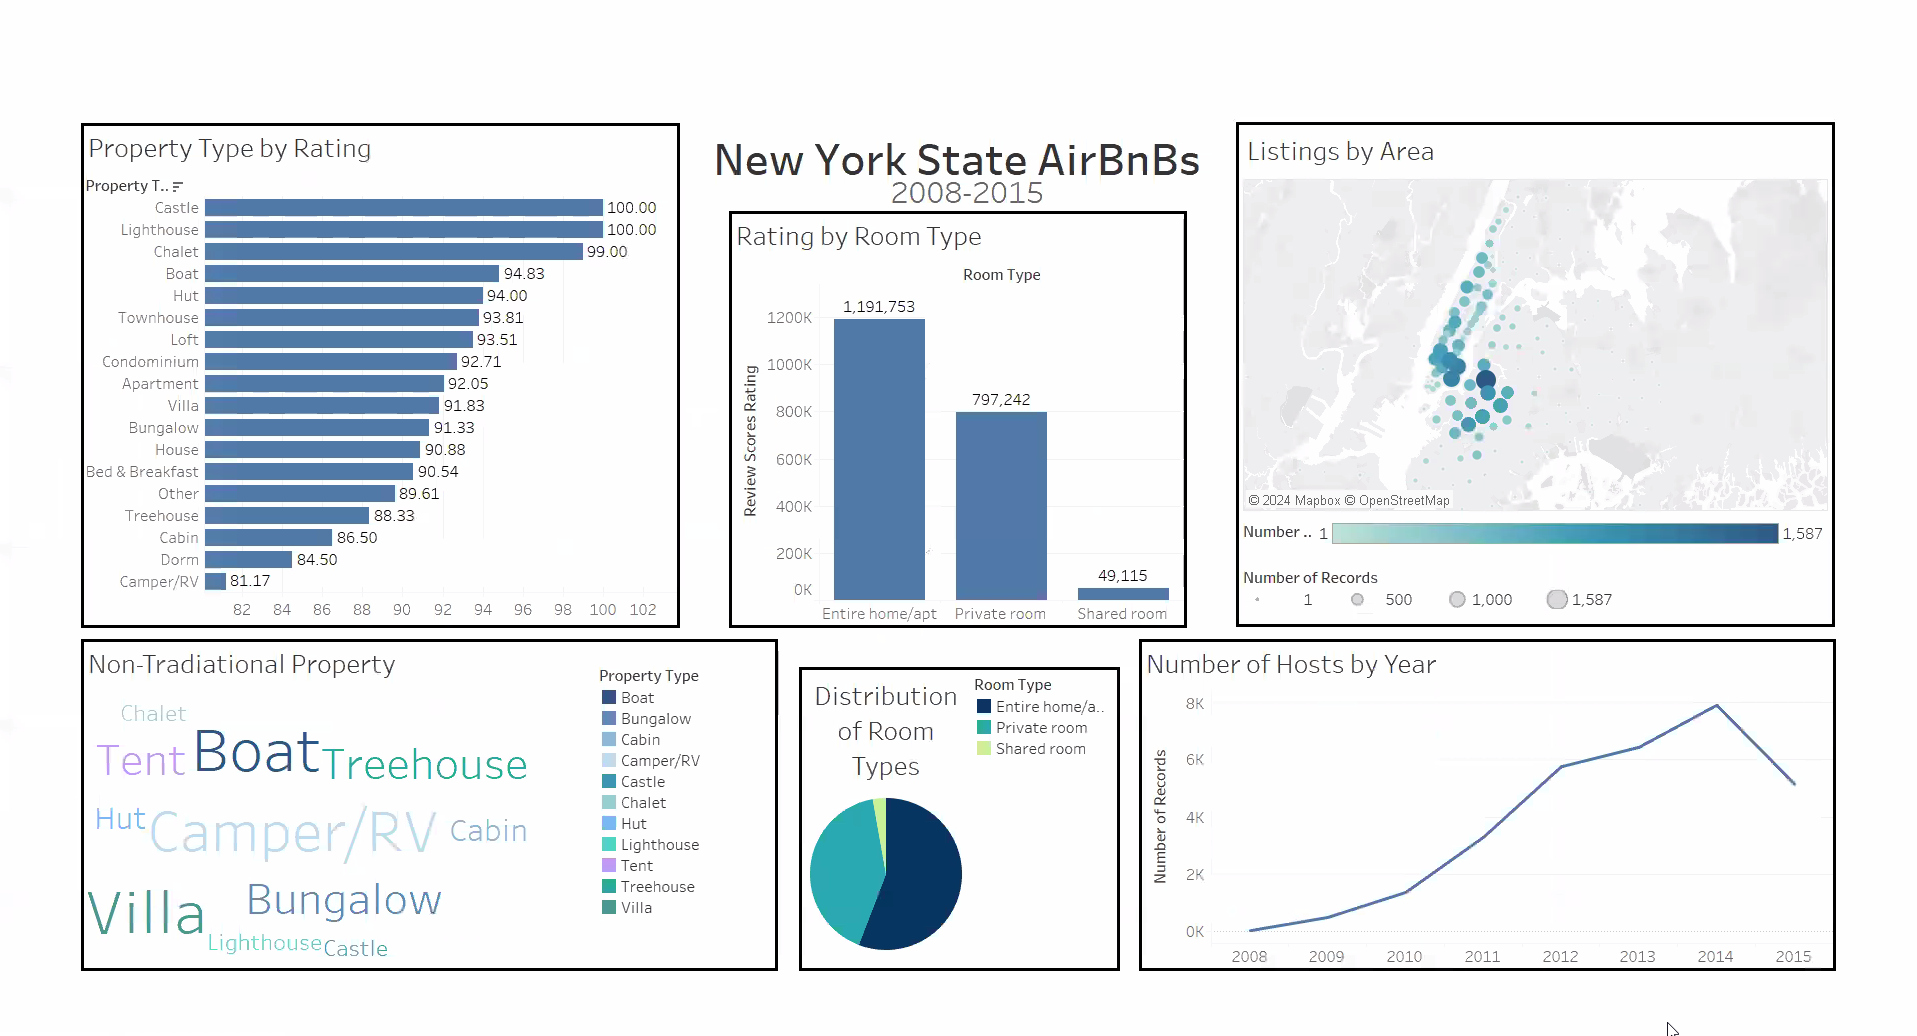 New York State AirBnBs
2008-2015
Property Type by Rating
Property T..
Castle 100.00
Lighthouse 100.00
Chalet 99.00
Boat 94.83
Hut 94.00
Townhouse 93.81
Loft 93.51
Condominium 92.71
Apartment 92.05
Villa 91.83
Bungalow 91.33
House 90.88
Bed & Breakfast 90.54
Other 89.61
Treehouse 88.33
Cabin 86.50
Dorm 84.50
Camper/RV 81.17
82 84 86 88 90 92 94 96 98 100 102
Rating by Room Type
Room Type
Review Scores Rating
1200K
1000K
800K
600K
400K
200K
0K
1,191,753
797,242
49,115
Entire home/apt Private room Shared room
Listings by Area
© 2024 Mapbox © OpenStreetMap
Number .. 1 1,587
Number of Records
1 500 1,000 1,587
Non-Tradiational Property
Chalet
Tent Boat Treehouse
Hut Camper/RV Cabin
Villa Bungalow
Lighthouse Castle
Property Type
Boat
Bungalow
Cabin
Camper/RV
Castle
Chalet
Hut
Lighthouse
Tent
Treehouse
Villa
Distribution
of Room
Types
Room Type
Entire home/a..
Private room
Shared room
Number of Hosts by Year
Number of Records
8K
6K
4K
2K
0K
2008 2009 2010 2011 2012 2013 2014 2015